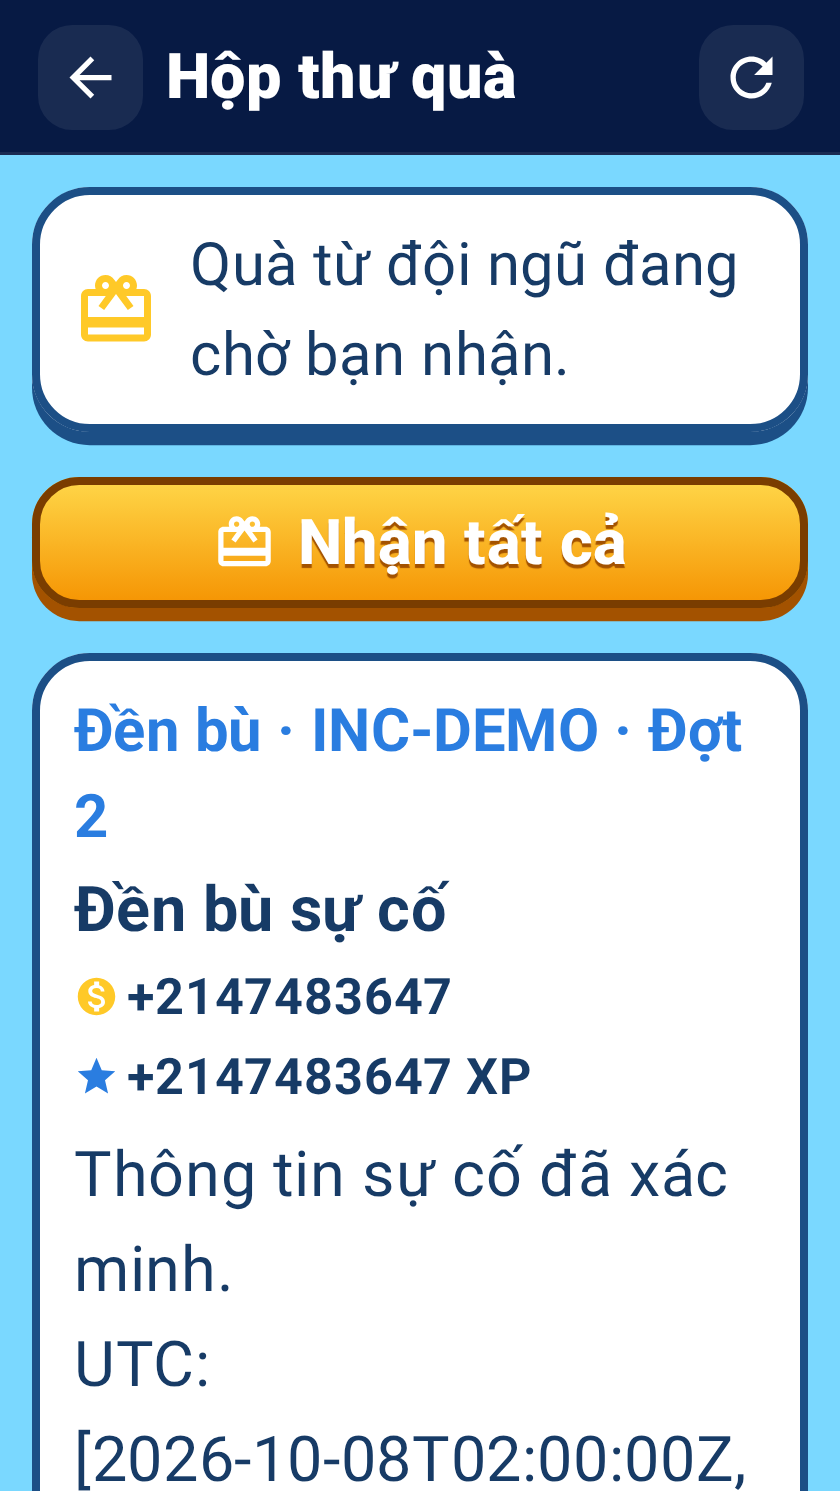 Hộp thư quà
Quà từ đội ngũ đang
chờ bạn nhận.
Nhận tất cả
Đền bù · INC-DEMO · Đợt
2
Đền bù sự cố
+2147483647
+2147483647 XP
Thông tin sự cố đã xác
minh.
UTC:
[2026-10-08T02:00:00Z,